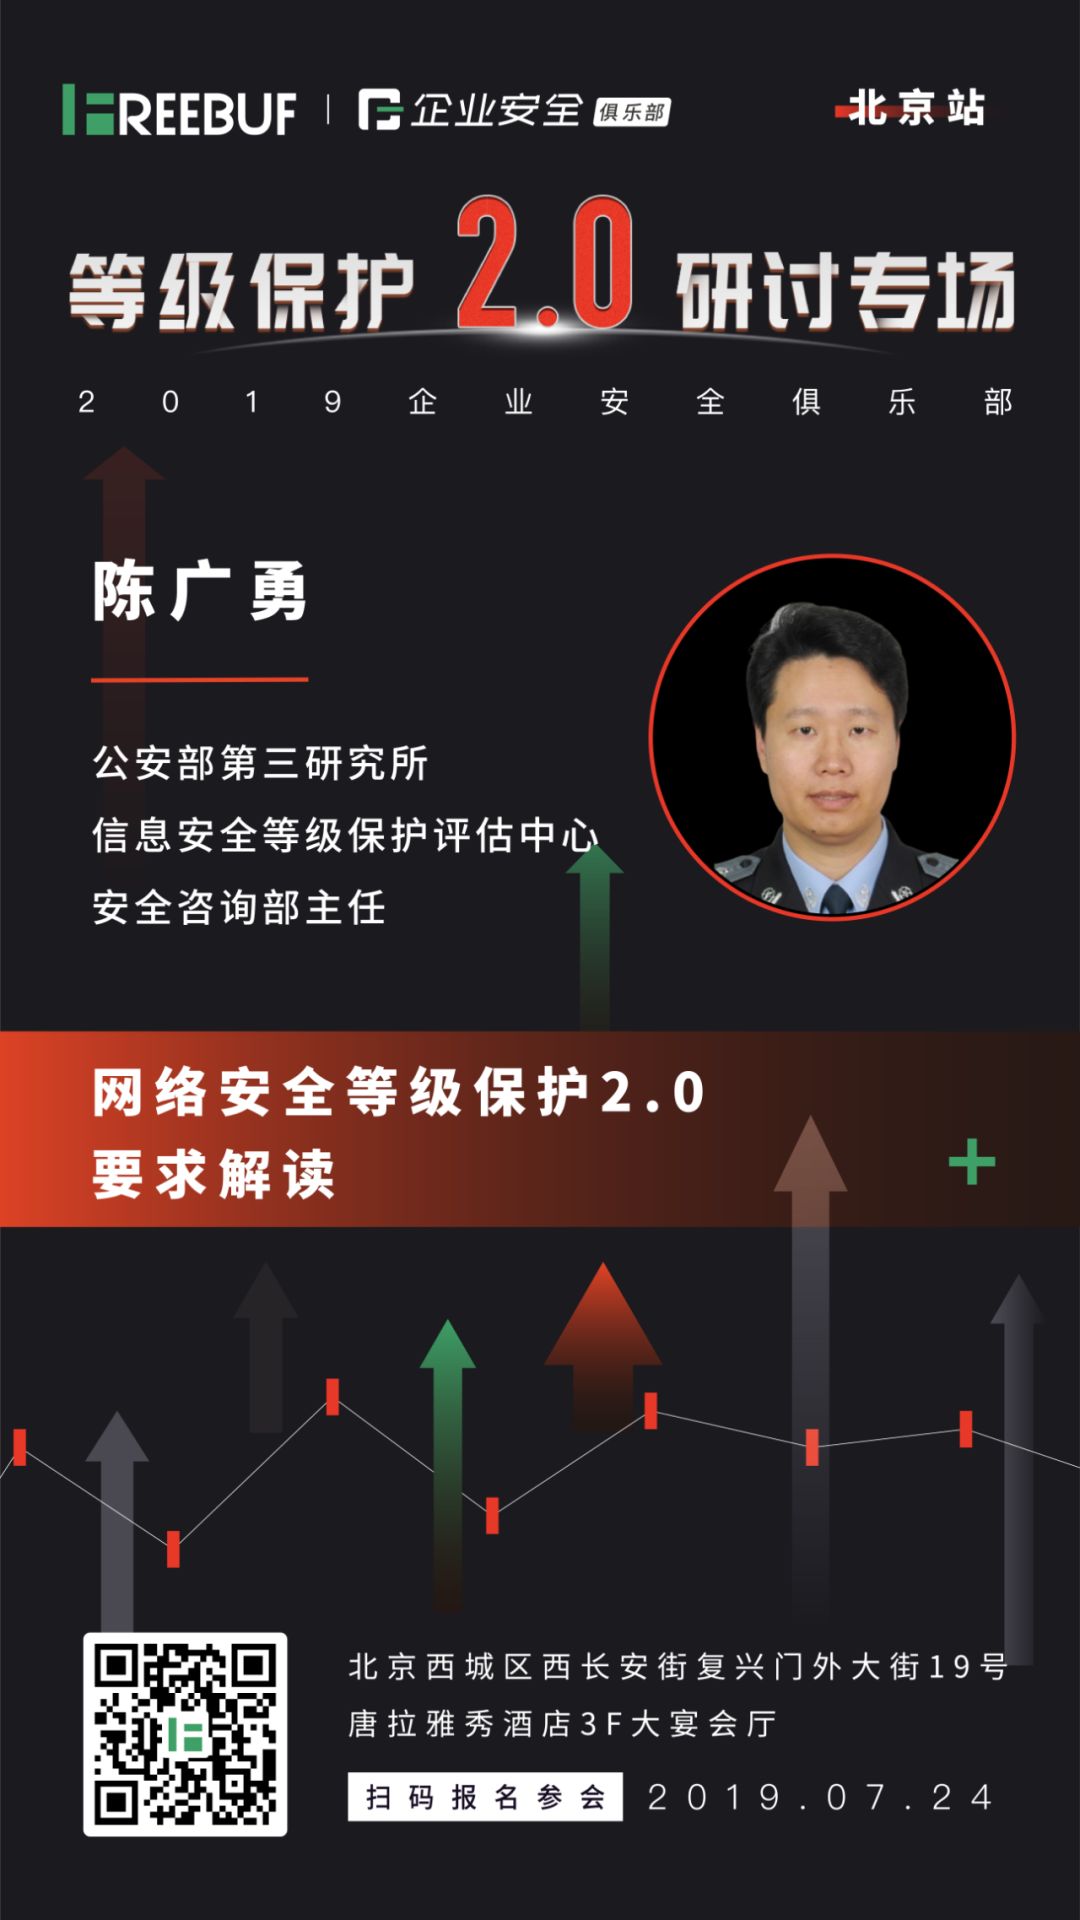 FREEBUF | 企业安全 俱乐部
北京站
等级保护2.0研讨专场
2019企业安全俱乐部
陈广勇
公安部第三研究所
信息安全等级保护评估中心
安全咨询部主任
网络安全等级保护2.0
要求解读
北京西城区西长安街复兴门外大街19号
唐拉雅秀酒店3F大宴会厅
扫码报名参会 2019.07.24